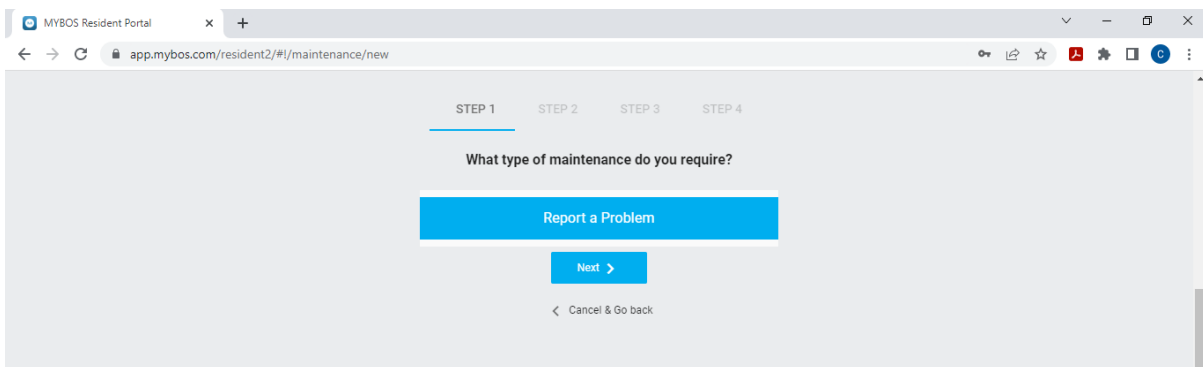 MYBOS Resident Portal
app.mybos.com/resident2/#!/maintenance/new
C
STEP 1 STEP 2 STEP 3 STEP 4
What type of maintenance do you require?
Report a Problem
Next
Cancel & Go back